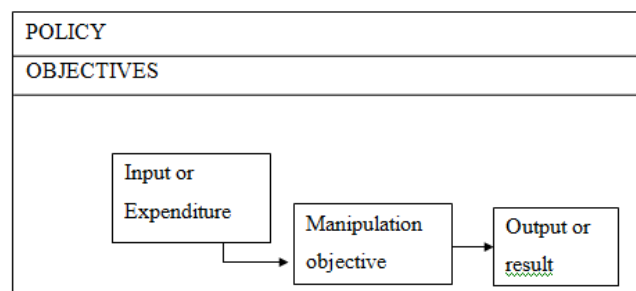 POLICY
OBJECTIVES
Input or
Expenditure
Manipulation
objective
Output or
result